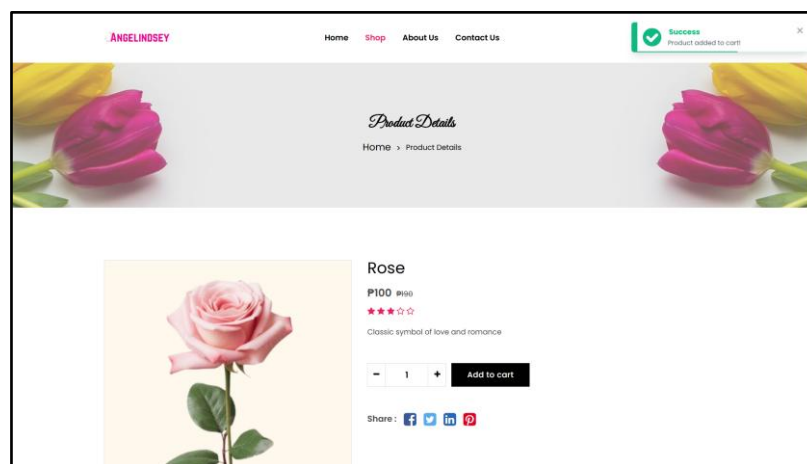 ANGELINDSEY
Home Shop About Us Contact Us
Success
Product added to cart!
Product Details
Home > Product Details
Rose
₱100 ₱190
Classic symbol of love and romance
- 1 + Add to cart
Share :